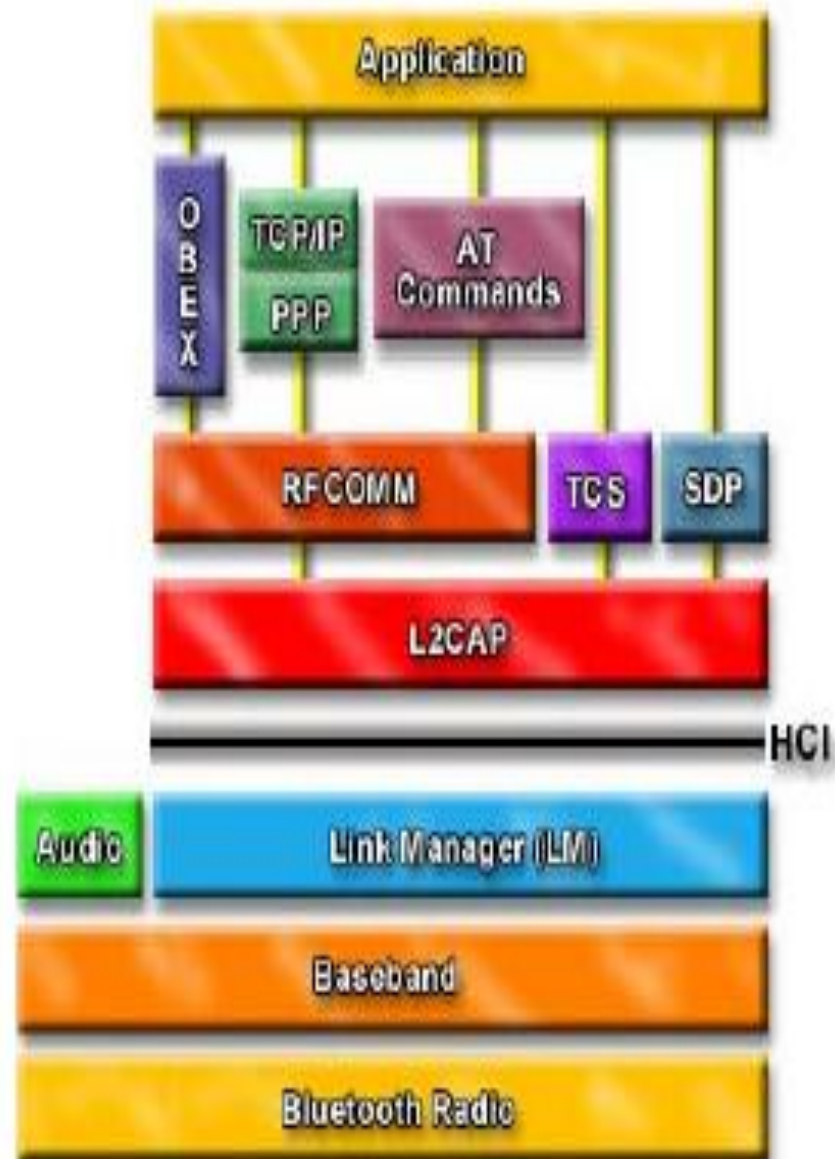 Application
OBEX
TCP/IP
PPP
AT
Commands
RFCOMM
TCS
SDP
L2CAP
HCI
Audio
Link Manager (LM)
Baseband
Bluetooth Radio